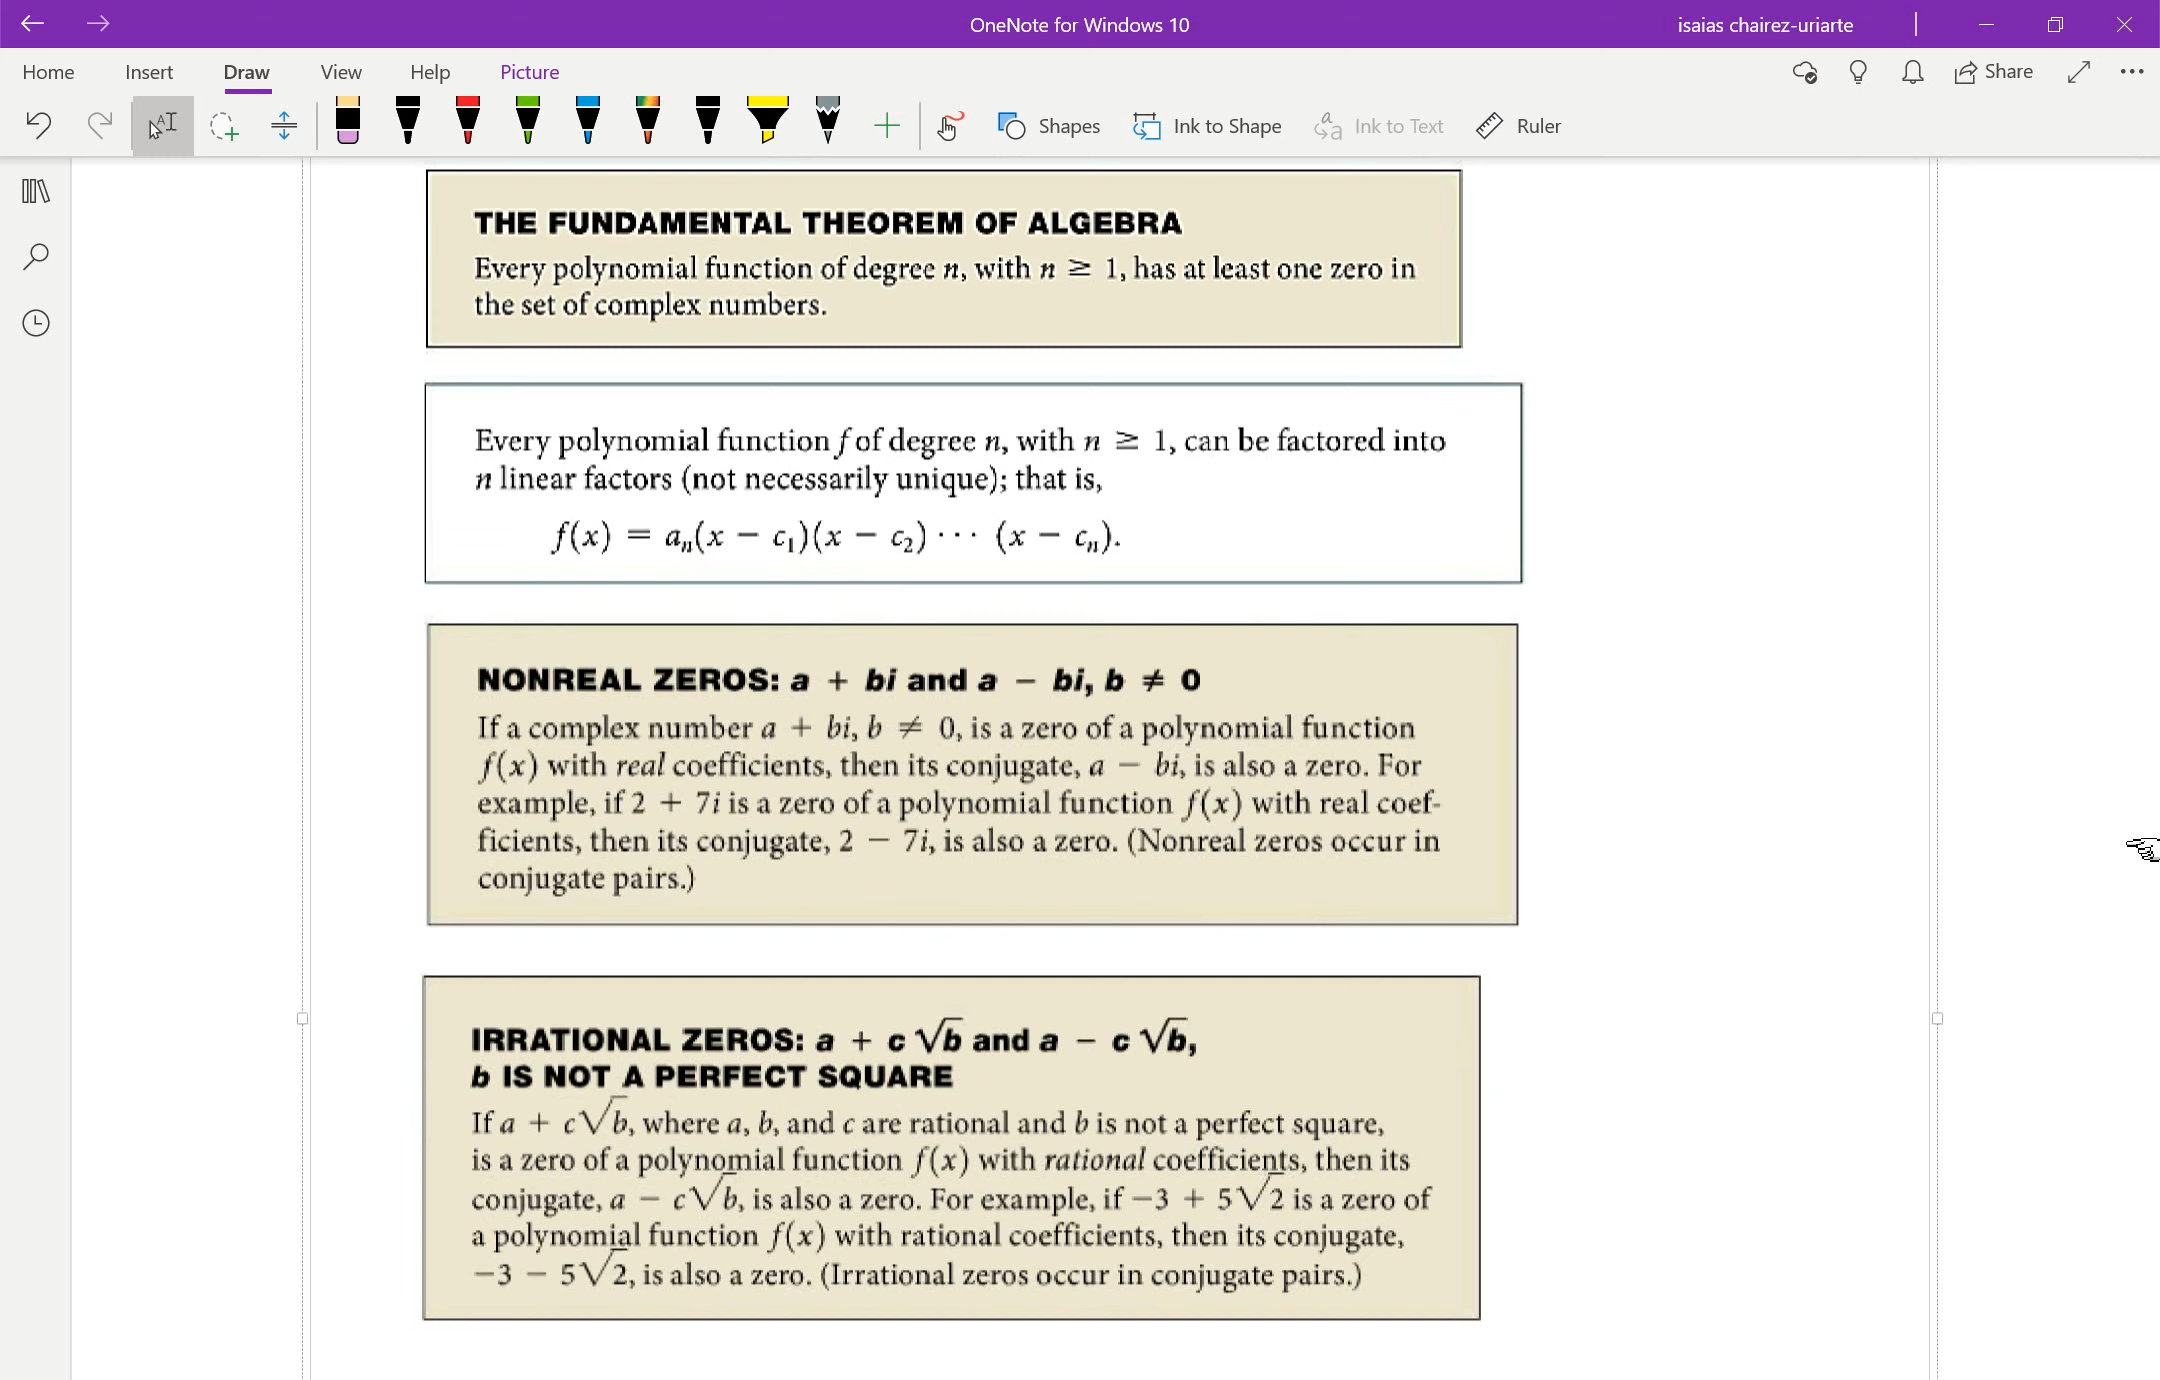 OneNote for Windows 10
isaias chairez-uriarte
Home Insert Draw View Help Picture
Share
Shapes Ink to Shape Ink to Text Ruler
THE FUNDAMENTAL THEOREM OF ALGEBRA
Every polynomial function of degree n, with n ≥ 1, has at least one zero in
the set of complex numbers.
Every polynomial function f of degree n, with n ≥ 1, can be factored into
n linear factors (not necessarily unique); that is,
f(x) = aₙ(x − c₁)(x − c₂) ··· (x − cₙ).
NONREAL ZEROS: a + bi and a − bi, b ≠ 0
If a complex number a + bi, b ≠ 0, is a zero of a polynomial function
f(x) with real coefficients, then its conjugate, a − bi, is also a zero. For
example, if 2 + 7i is a zero of a polynomial function f(x) with real coef-
ficients, then its conjugate, 2 − 7i, is also a zero. (Nonreal zeros occur in
conjugate pairs.)
IRRATIONAL ZEROS: a + c √b and a − c √b,
b IS NOT A PERFECT SQUARE
If a + c√b, where a, b, and c are rational and b is not a perfect square,
is a zero of a polynomial function f(x) with rational coefficients, then its
conjugate, a − c√b, is also a zero. For example, if −3 + 5√2 is a zero of
a polynomial function f(x) with rational coefficients, then its conjugate,
−3 − 5√2, is also a zero. (Irrational zeros occur in conjugate pairs.)